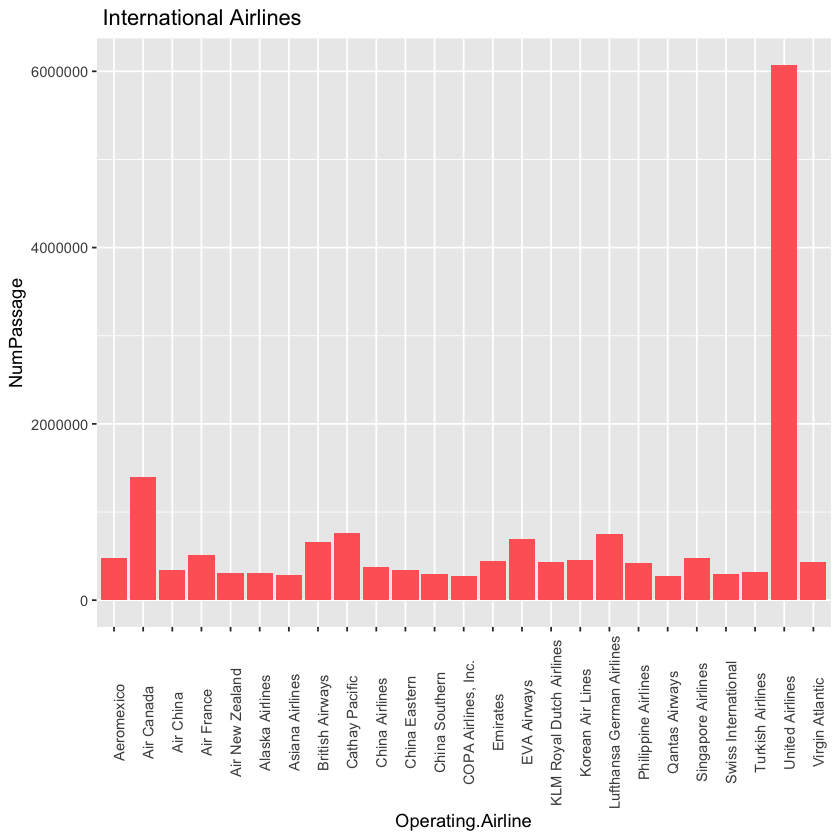 International Airlines
NumPassage
6000000
4000000
2000000
0
Aeromexico
Air Canada
Air China
Air France
Air New Zealand
Alaska Airlines
Asiana Airlines
British Airways
Cathay Pacific
China Airlines
China Eastern
China Southern
COPA Airlines, Inc.
Emirates
EVA Airways
KLM Royal Dutch Airlines
Korean Air Lines
Lufthansa German Airlines
Philippine Airlines
Qantas Airways
Singapore Airlines
Swiss International
Turkish Airlines
United Airlines
Virgin Atlantic
Operating.Airline